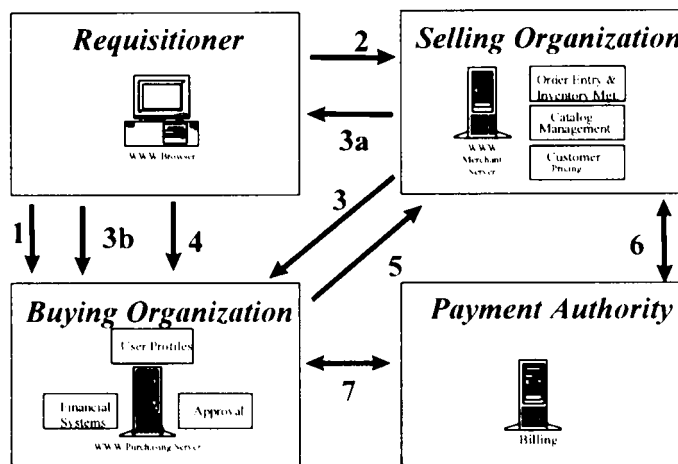 Requisitioner
WWW Browser
2
3a
Selling Organization
Order Entry &
Inventory Mgt.
Catalog
Management
Customer
Pricing
WWW
Merchant
Server
1
3b
4
3
5
6
Buying Organization
User Profiles
Financial
Systems
Approval
WWW Purchasing Server
7
Payment Authority
Billing